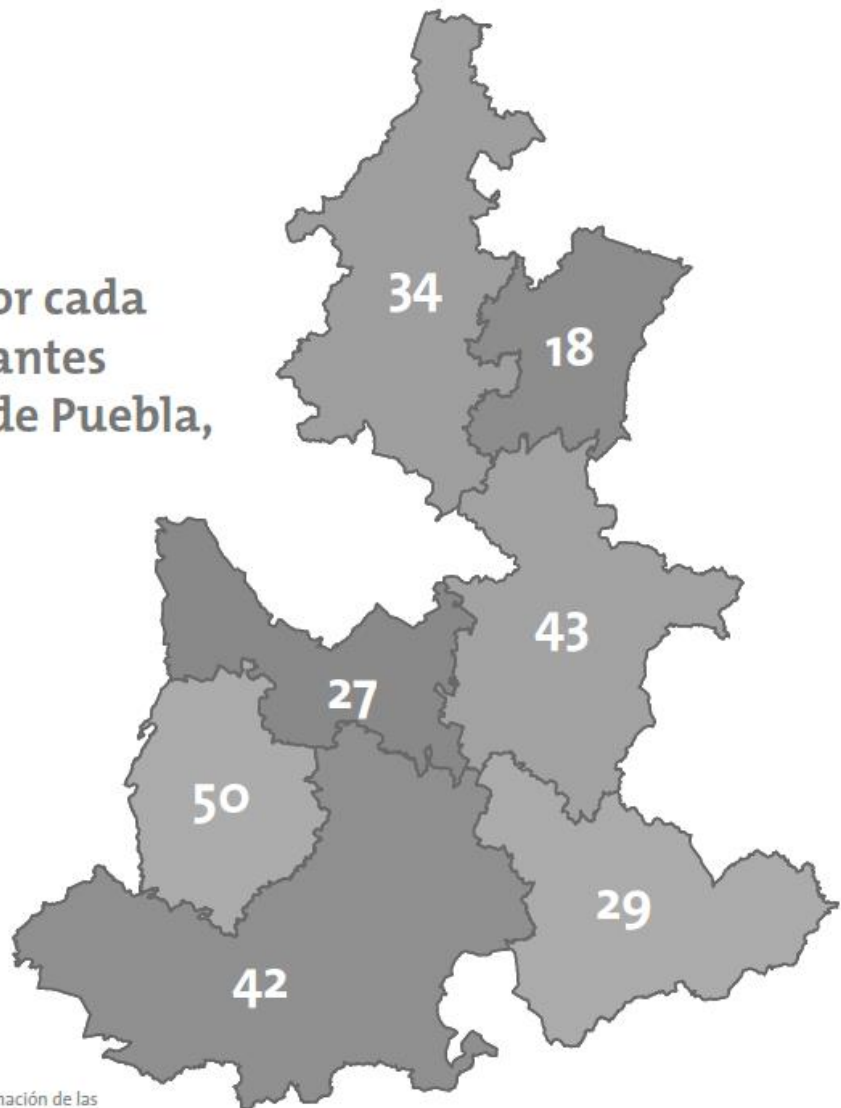 or cada
antes
de Puebla,
34
18
43
27
50
29
42
nación de las